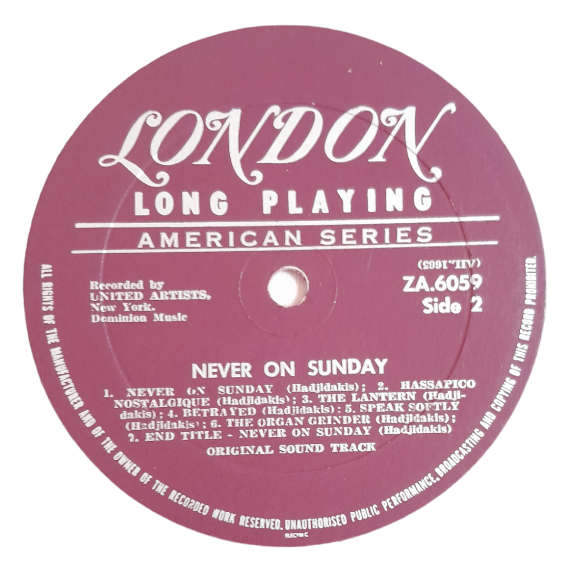 LONDON
LONG PLAYING
AMERICAN SERIES
Recorded by
UNITED ARTISTS,
New York.
Dominion Music
ZA.6059
Side 2
NEVER ON SUNDAY
1. NEVER ON SUNDAY (Hadjidakis); 2. HASSAPICO
NOSTALGIQUE (Hadjidakis); 3. THE LANTERN (Hadji-
dakis); 4. BETRAYED (Hadjidakis); 5. SPEAK SOFTLY
(Hadjidakis); 6. THE ORGAN GRINDER (Hadjidakis);
7. END TITLE - NEVER ON SUNDAY (Hadjidakis)
ORIGINAL SOUND TRACK
ALL RIGHTS OF THE MANUFACTURER AND OF THE OWNER OF THE RECORDED WORK RESERVED. UNAUTHORISED PUBLIC PERFORMANCE, BROADCASTING AND COPYING OF THIS RECORD PROHIBITED.